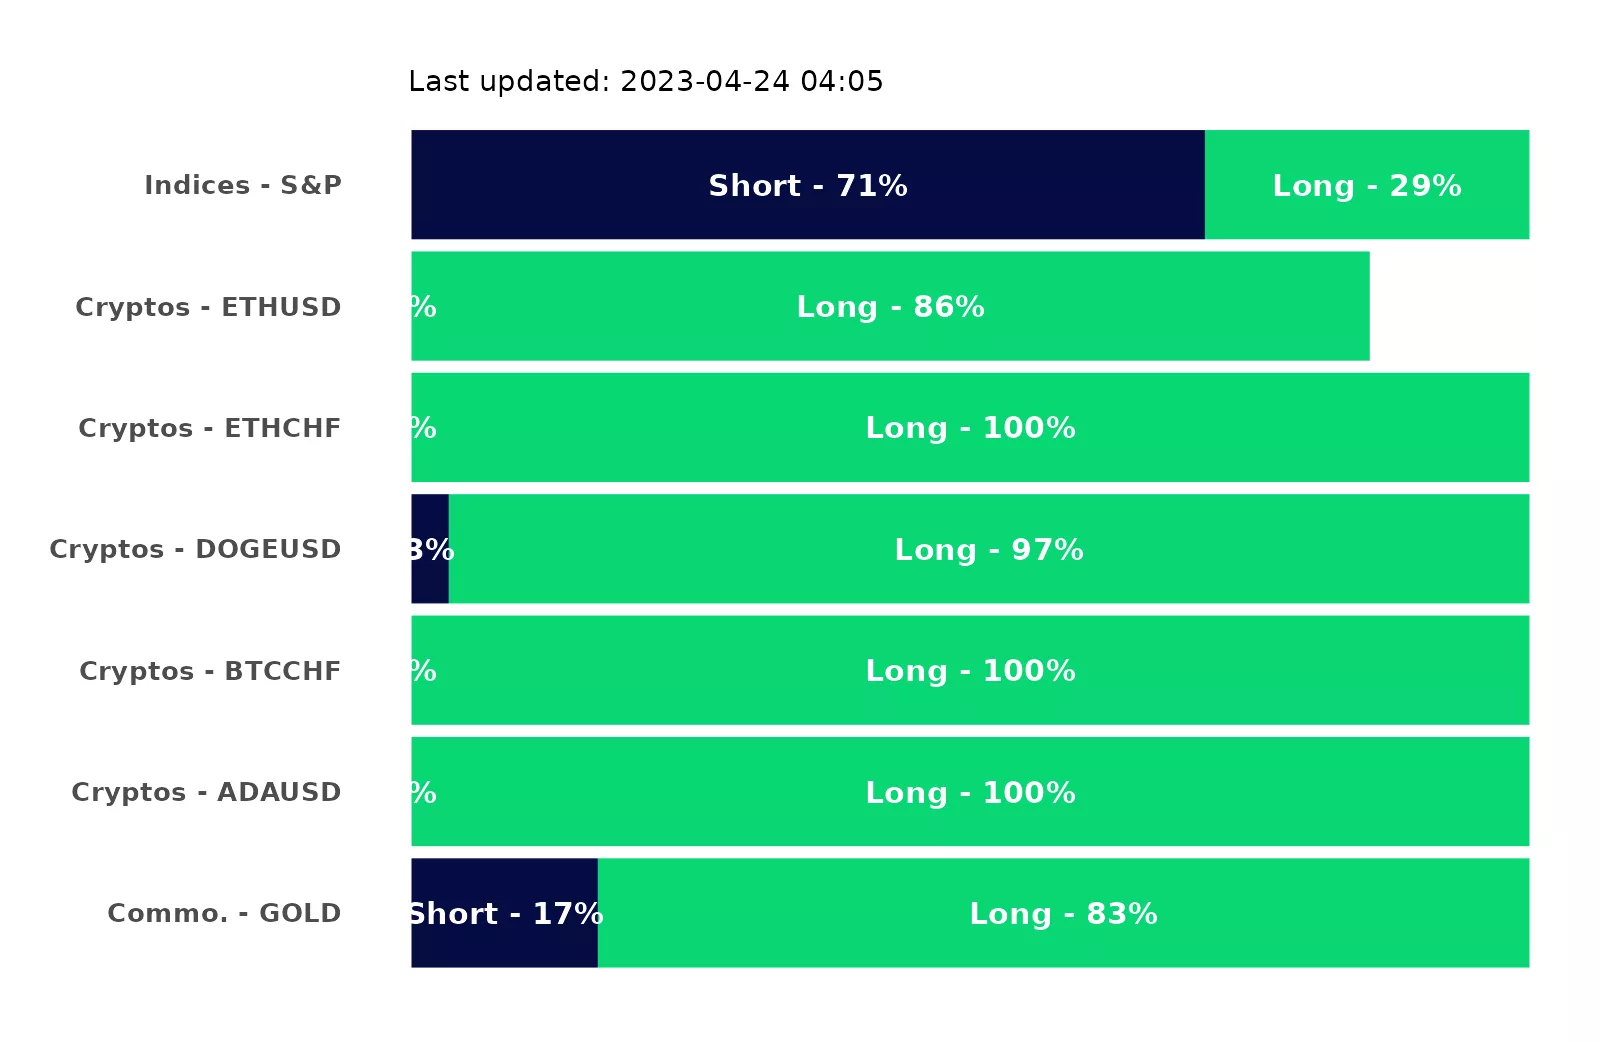 Last updated: 2023-04-24 04:05
Indices - S&P Short - 71% Long - 29%
Cryptos - ETHUSD % Long - 86%
Cryptos - ETHCHF % Long - 100%
Cryptos - DOGEUSD 3% Long - 97%
Cryptos - BTCCHF % Long - 100%
Cryptos - ADAUSD % Long - 100%
Commo. - GOLD Short - 17% Long - 83%